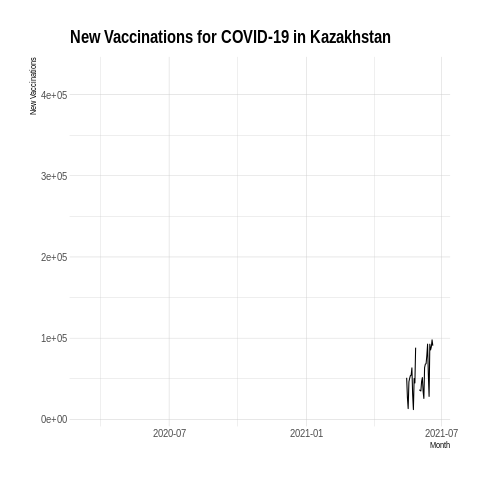 New Vaccinations for COVID-19 in Kazakhstan
New Vaccinations
4e+05
3e+05
2e+05
1e+05
0e+00
2020-07
2021-01
2021-07
Month